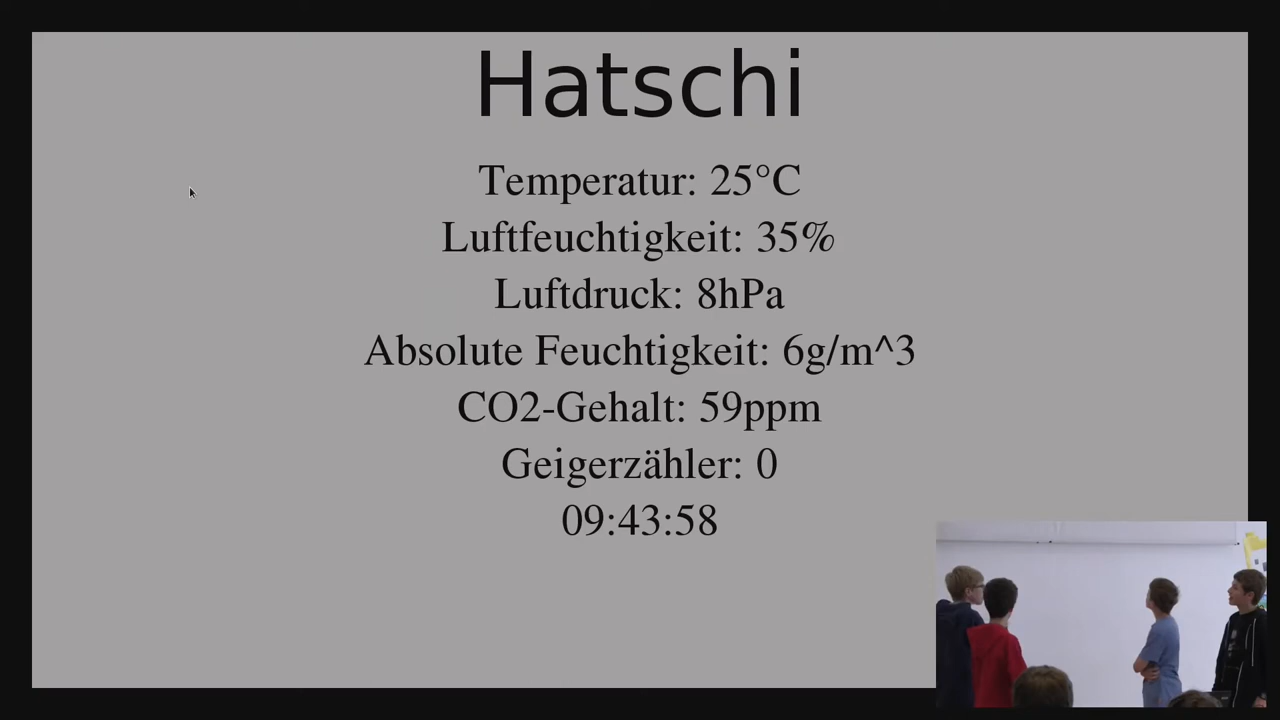 Hatschi
Temperatur: 25°C
Luftfeuchtigkeit: 35%
Luftdruck: 8hPa
Absolute Feuchtigkeit: 6g/m^3
CO2-Gehalt: 59ppm
Geigerzähler: 0
09:43:58